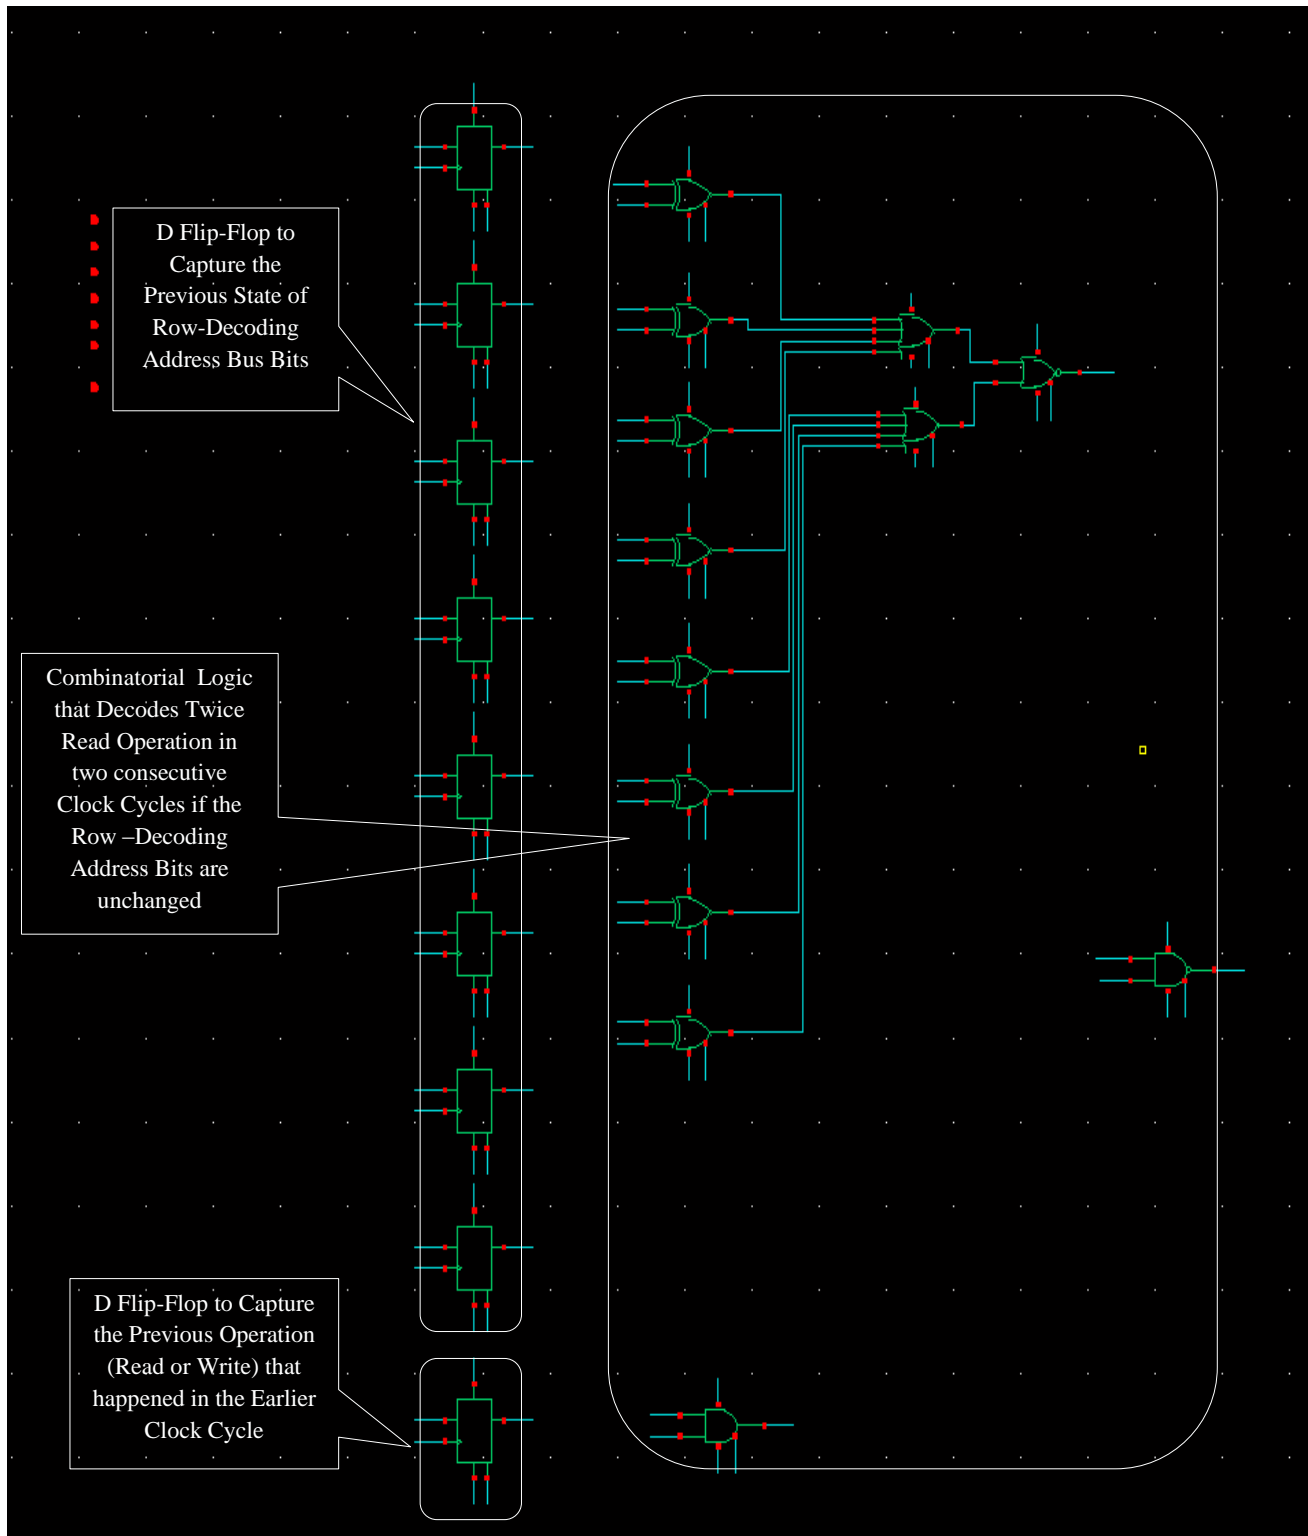 D Flip-Flop to
Capture the
Previous State of
Row-Decoding
Address Bus Bits
Combinatorial Logic
that Decodes Twice
Read Operation in
two consecutive
Clock Cycles if the
Row –Decoding
Address Bits are
unchanged
D Flip-Flop to Capture
the Previous Operation
(Read or Write) that
happened in the Earlier
Clock Cycle